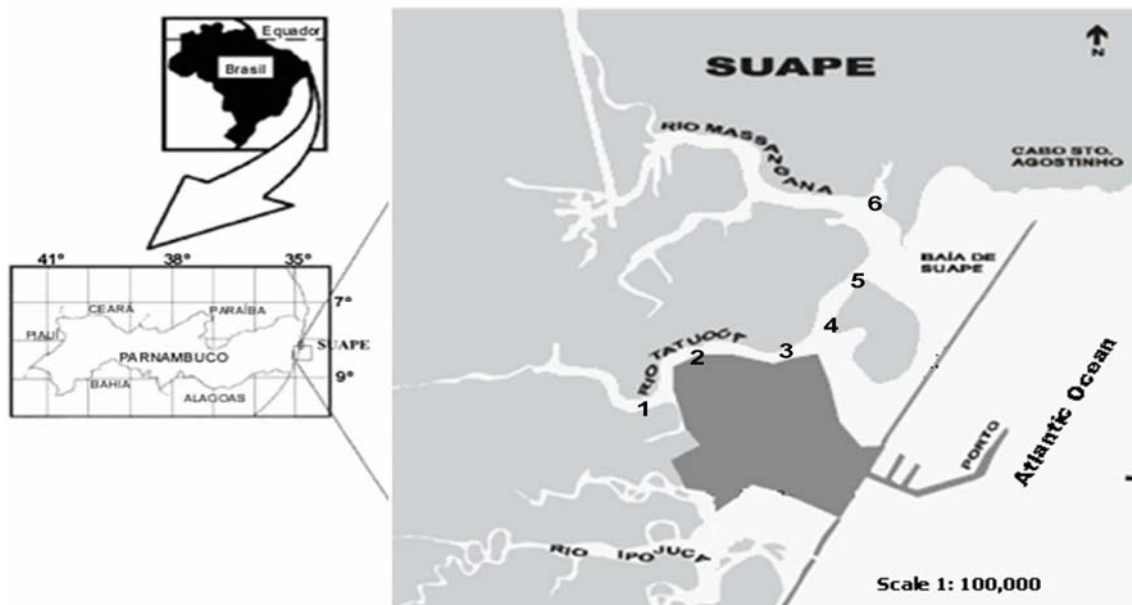 Equador
Brasil
41°
38°
35°
7°
9°
CEARÁ
PARAÍBA
PIAUÍ
PARNAMBUCO
SUAPE
BAHIA
ALAGOAS
SUAPE
N
RIO MASSANGANA
CABO STO.
AGOSTINHO
6
BAÍA DE
SUAPE
5
4
RIO TATUOCA
2
3
1
PORTO
Atlantic Ocean
RIO IPOJUCA
Scale 1: 100,000